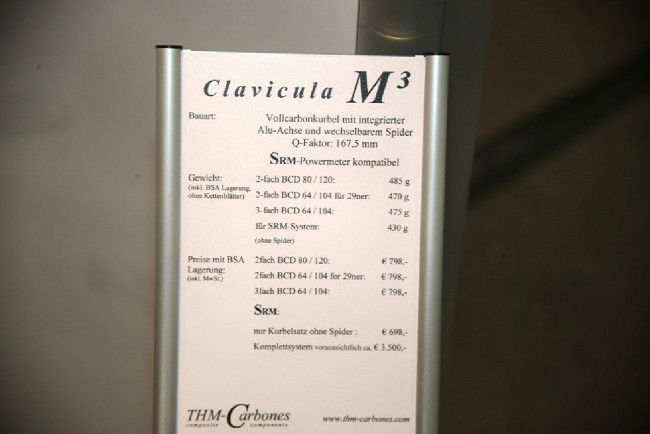 Clavicula M³
Bauart: Vollcarbonkurbel mit integrierter
Alu-Achse und wechselbarem Spider
Q-Faktor: 167,5 mm
SRM-Powermeter kompatibel
Gewicht: 2-fach BCD 80 / 120: 485 g
(inkl. BSA Lagerung,
ohne Kettenblätter) 2-fach BCD 64 / 104 für 29ner: 470 g
3-fach BCD 64 / 104: 475 g
für SRM-System: 430 g
(ohne Spider)
Preise mit BSA 2fach BCD 80 / 120: € 798,-
Lagerung: 2fach BCD 64 / 104 for 29ner: € 798,-
(inkl. MwSt.)
3fach BCD 64 / 104: € 798,-
SRM:
nur Kurbelsatz ohne Spider : € 698,-
Komplettsystem voraussichtlich ca. € 3.500,-
THM-Carbones
composite components
www.thm-carbones.com